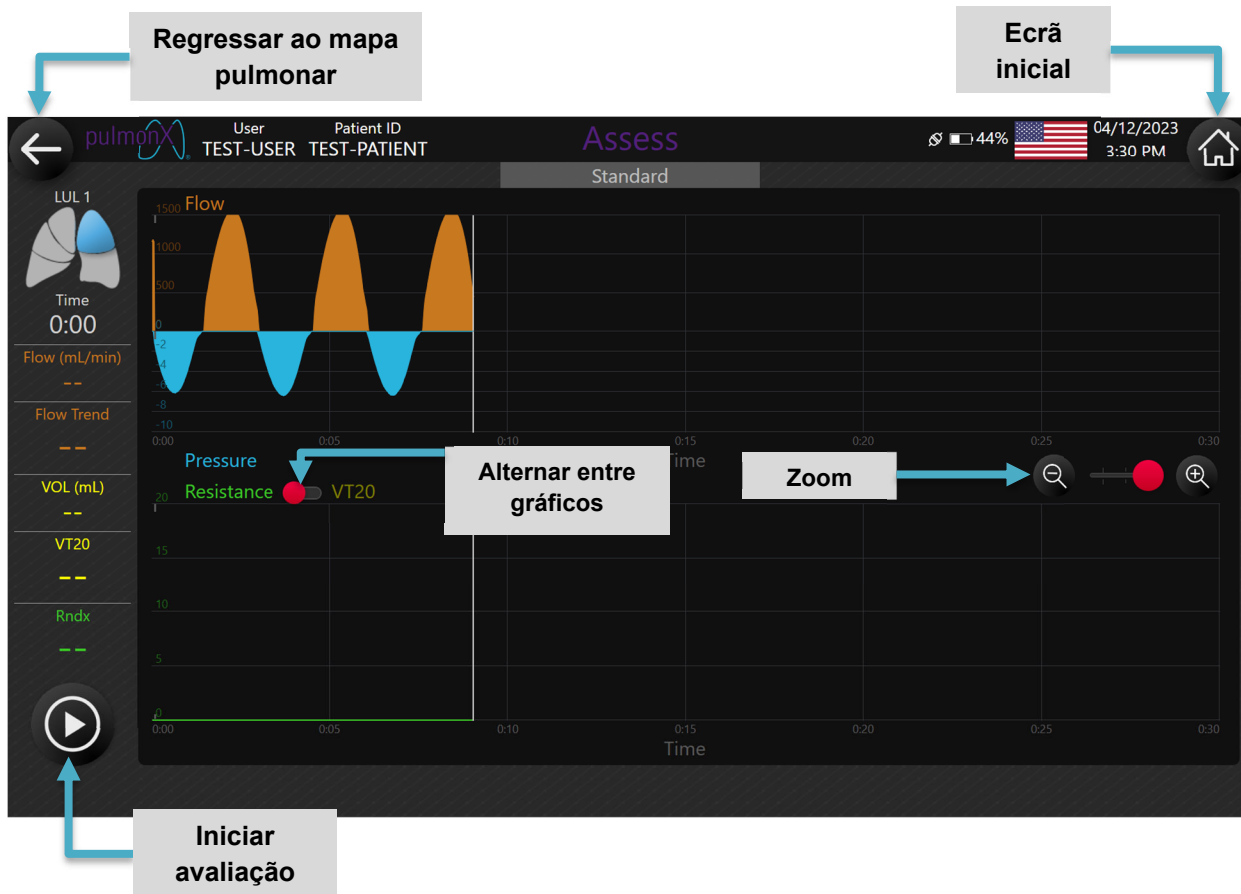 Regressar ao mapa
pulmonar
Ecrã
inicial
pulmonX
User
TEST-USER
Patient ID
TEST-PATIENT
Assess
44%
04/12/2023
3:30 PM
Standard
LUL 1
Time
0:00
Flow (mL/min)
--
Flow Trend
--
VOL (mL)
--
VT20
--
Rndx
--
1500 Flow
1000
500
0
-2
-4
-6
-8
-10
0:00 0:05 0:10 0:15 0:20 0:25 0:30
Time
Pressure
Resistance VT20
Alternar entre
gráficos
Zoom
20
15
10
5
0
0:00 0:05 0:10 0:15 0:20 0:25 0:30
Time
Iniciar
avaliação